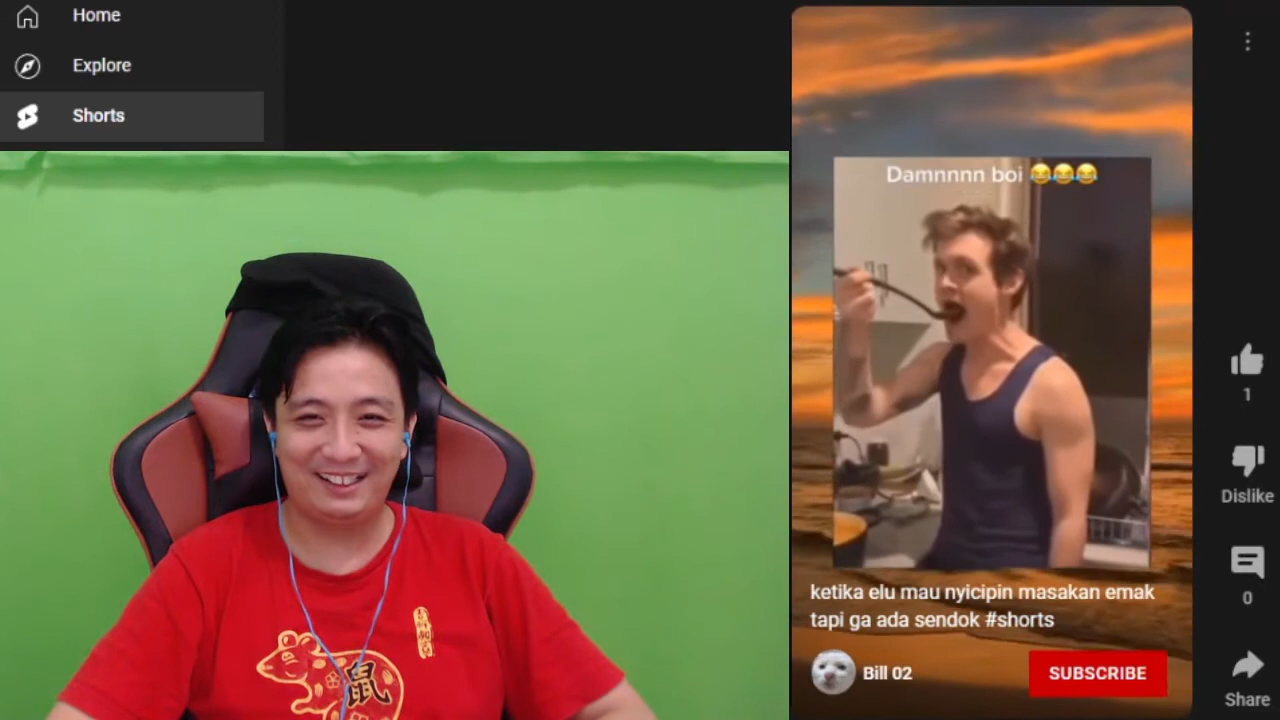 Home
Explore
Shorts
Damnnnn boi 😂😂😂
鼠
ketika elu mau nyicipin masakan emak
tapi ga ada sendok #shorts
Bill 02
SUBSCRIBE
1
Dislike
0
Share